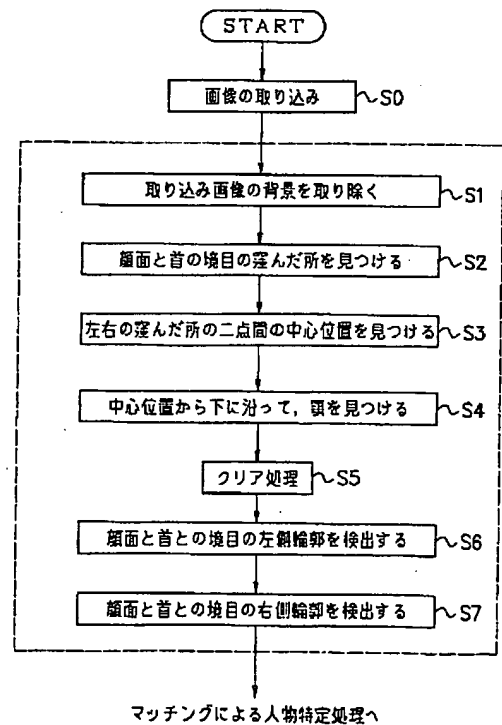 START
画像の取り込み ~S0
取り込み画像の背景を取り除く ~S1
顔面と首の境目の窪んだ所を見つける ~S2
左右の窪んだ所の二点間の中心位置を見つける ~S3
中心位置から下に沿って,顎を見つける ~S4
クリア処理 ~S5
顔面と首との境目の左側輪郭を検出する ~S6
顔面と首との境目の右側輪郭を検出する ~S7
マッチングによる人物特定処理へ